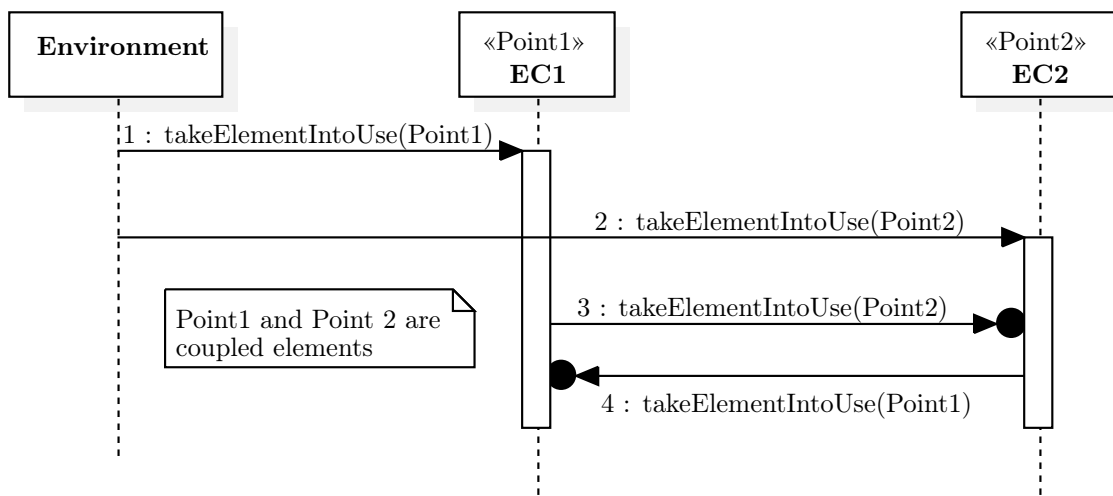 Environment
«Point1»
EC1
«Point2»
EC2
1 : takeElementIntoUse(Point1)
2 : takeElementIntoUse(Point2)
Point1 and Point 2 are
coupled elements
3 : takeElementIntoUse(Point2)
4 : takeElementIntoUse(Point1)